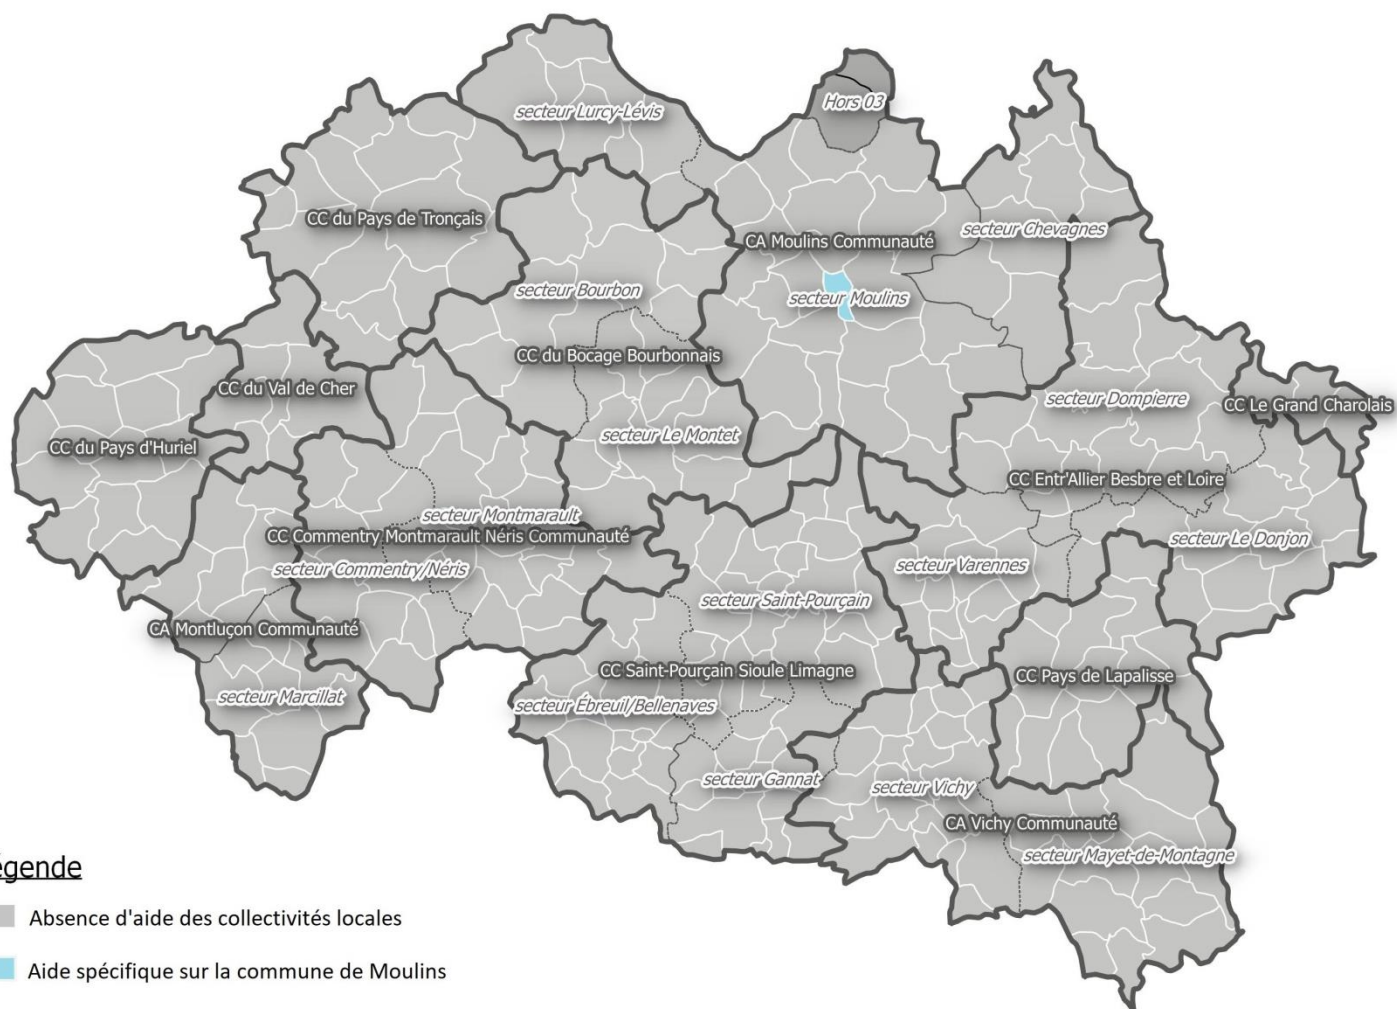 Hors 03
secteur Lurcy-Lévis
CC du Pays de Tronçais
secteur Chevagnes
CA Moulins Communauté
secteur Bourbon
secteur Moulins
CC du Bocage Bourbonnais
CC du Val de Cher
secteur Dompierre
CC Le Grand Charolais
secteur Le Montet
CC du Pays d'Huriel
CC Entr'Allier Besbre et Loire
secteur Montmarault
CC Commentry Montmarault Néris Communauté
secteur Le Donjon
secteur Commentry/Néris
secteur Varennes
secteur Saint-Pourçain
CA Montluçon Communauté
CC Saint-Pourçain Sioule Limagne
CC Pays de Lapalisse
secteur Marcillat
secteur Ébreuil/Bellenaves
secteur Gannat
secteur Vichy
CA Vichy Communauté
secteur Mayet-de-Montagne
égende
Absence d'aide des collectivités locales
Aide spécifique sur la commune de Moulins